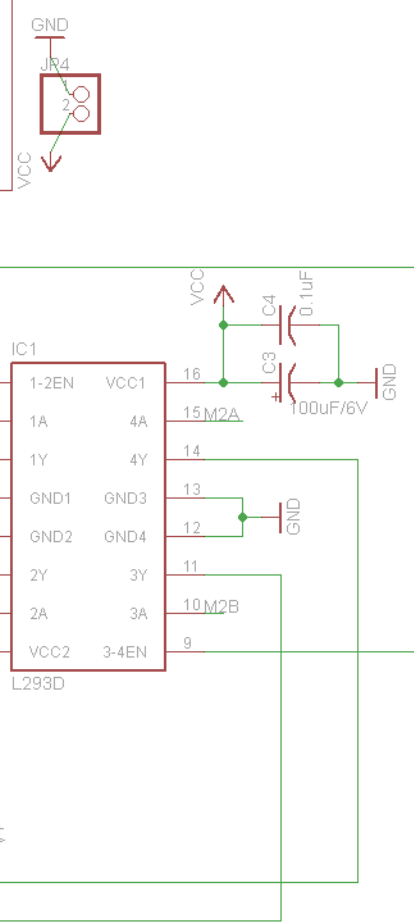 GND
JP4
1
2
VCC
VCC
C4
0.1uF
IC1
C3
+
100uF/6V
GND
1-2EN VCC1 16
1A 4A 15 M2A
1Y 4Y 14
GND1 GND3 13
GND
GND2 GND4 12
2Y 3Y 11
2A 3A 10 M2B
VCC2 3-4EN 9
L293D